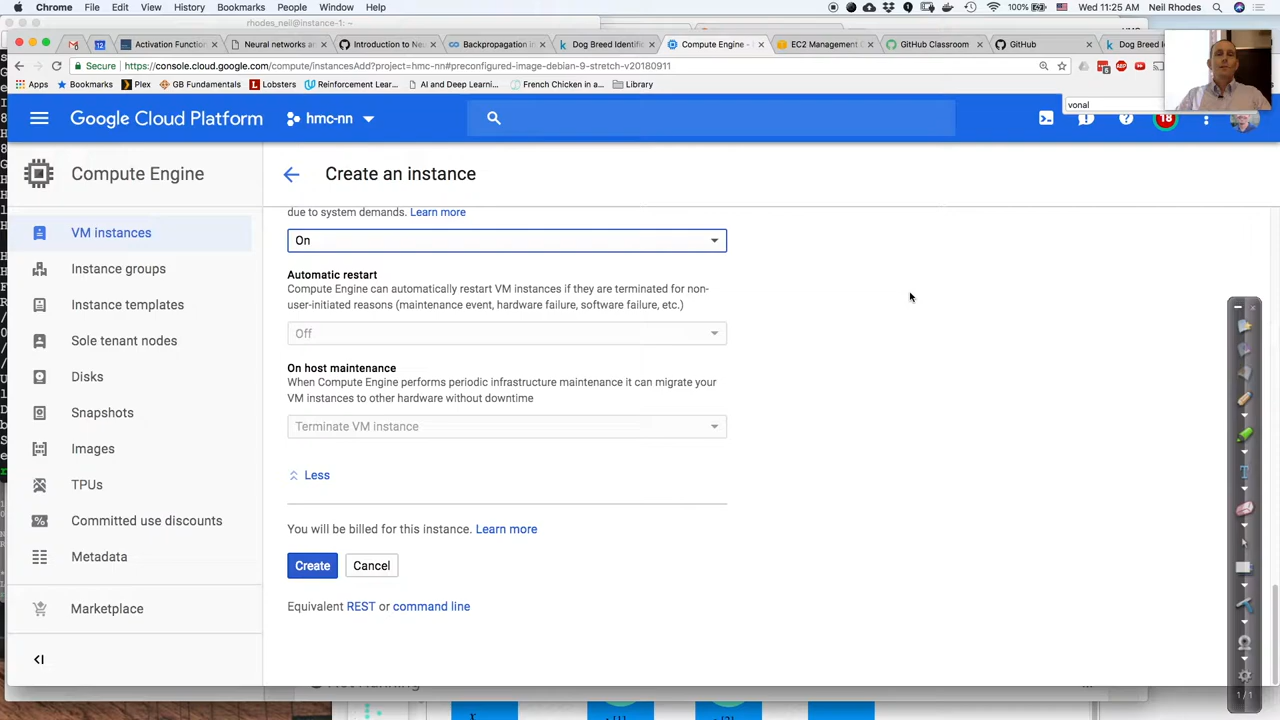 Chrome File Edit View History Bookmarks People Window Help 100% Wed 11:25 AM Neil Rhodes
rhodes_neil@instance-1:
Activation Function Neural networks a Introduction to Ne Backpropagation Dog Breed Identific Compute Engine - EC2 Management C GitHub Classroom GitHub Dog Breed
Secure https://console.cloud.google.com/compute/instancesAdd?project=hmc-nn#preconfigured-image-debian-9-stretch-v20180911
Apps Bookmarks Plex GB Fundamentals Lobsters Reinforcement Lear... AI and Deep Learni... French Cricket in a... Library
vonal
Google Cloud Platform hmc-nn 18
Compute Engine
Create an instance
VM instances
Instance groups
Instance templates
Sole tenant nodes
Disks
Snapshots
Images
TPUs
Committed use discounts
Metadata
Marketplace
due to system demands. Learn more
On
Automatic restart
Compute Engine can automatically restart VM instances if they are terminated for non-
user-initiated reasons (maintenance event, hardware failure, software failure, etc.)
Off
On host maintenance
When Compute Engine performs periodic infrastructure maintenance it can migrate your
VM instances to other hardware without downtime
Terminate VM instance
Less
You will be billed for this instance. Learn more
Create Cancel
Equivalent REST or command line
1/1